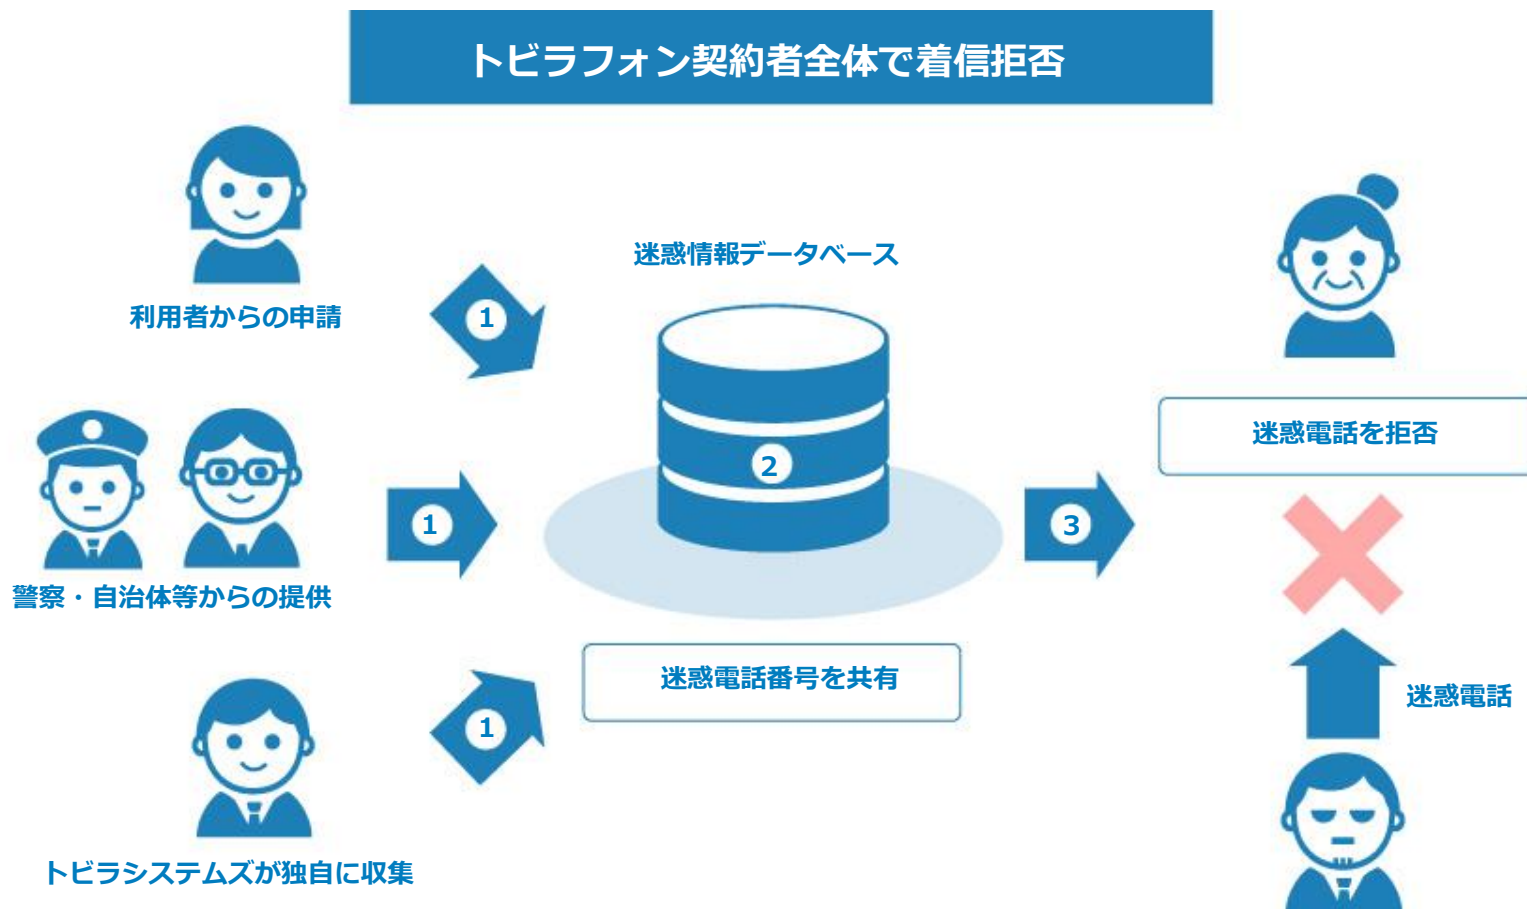 トビラフォン契約者全体で着信拒否
利用者からの申請
1
迷惑情報データベース
迷惑電話を拒否
2
1
3
警察・自治体等からの提供
迷惑電話番号を共有
迷惑電話
1
トビラシステムズが独自に収集